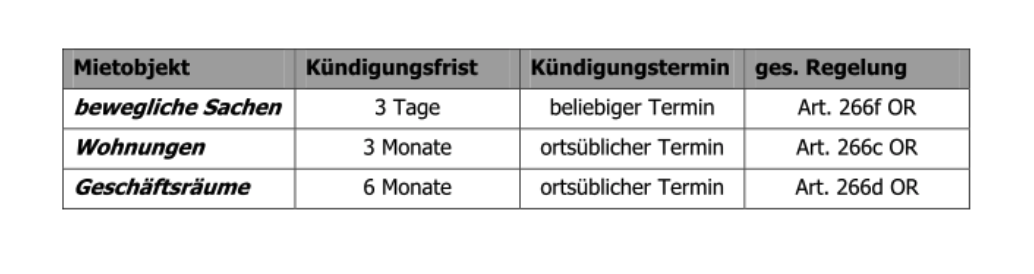 Mietobjekt Kündigungsfrist Kündigungstermin ges. Regelung
bewegliche Sachen 3 Tage beliebiger Termin Art. 266f OR
Wohnungen 3 Monate ortsüblicher Termin Art. 266c OR
Geschäftsräume 6 Monate ortsüblicher Termin Art. 266d OR